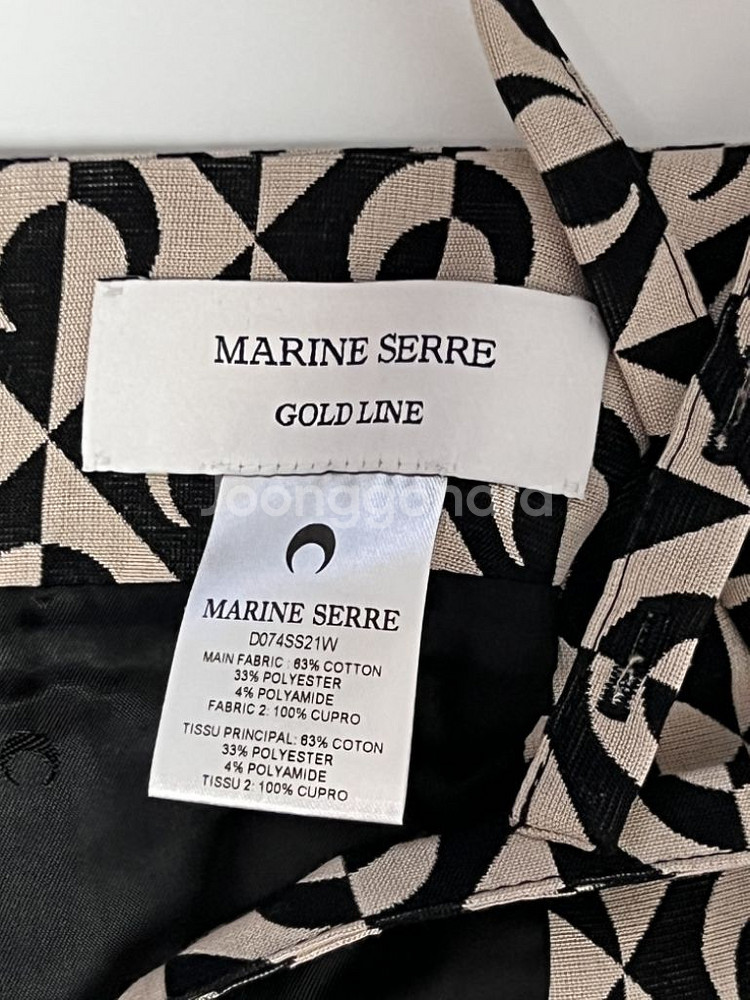 MARINE SERRE
GOLD LINE
Joonggonara
MARINE SERRE
D074SS21W
MAIN FABRIC : 63% COTTON
33% POLYESTER
4% POLYAMIDE
FABRIC 2: 100% CUPRO
TISSU PRINCIPAL: 63% COTON
33% POLYESTER
4% POLYAMIDE
TISSU 2: 100% CUPRO